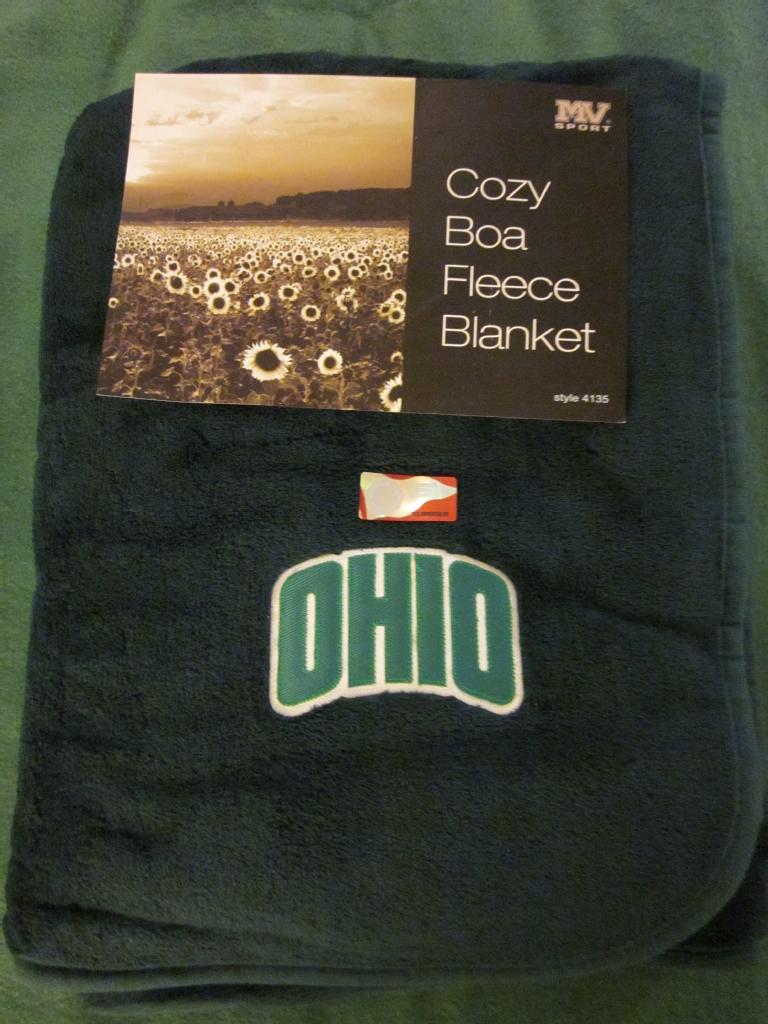 MV
SPORT
Cozy
Boa
Fleece
Blanket
style 4135
OHIO